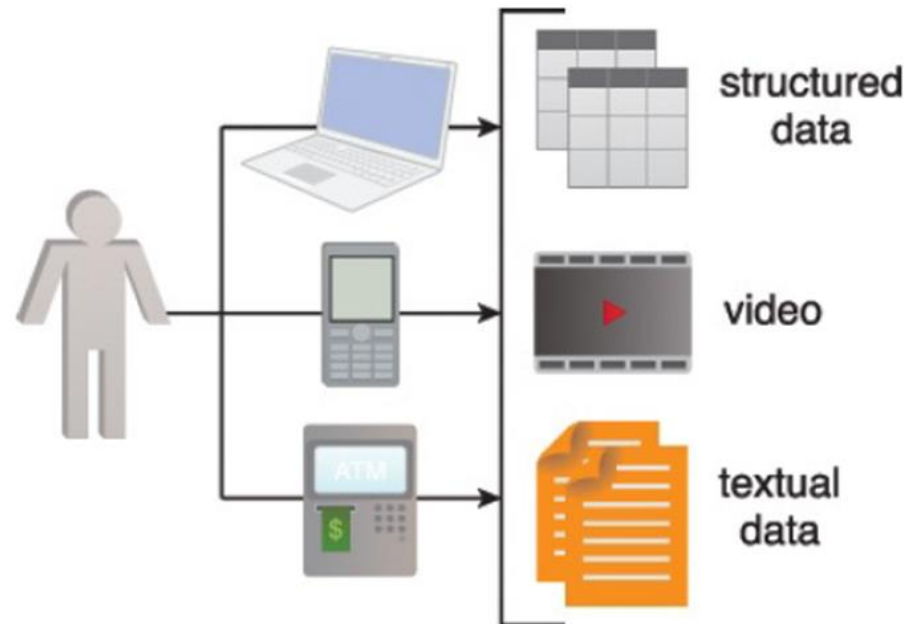 structured
data
video
ATM
$
textual
data